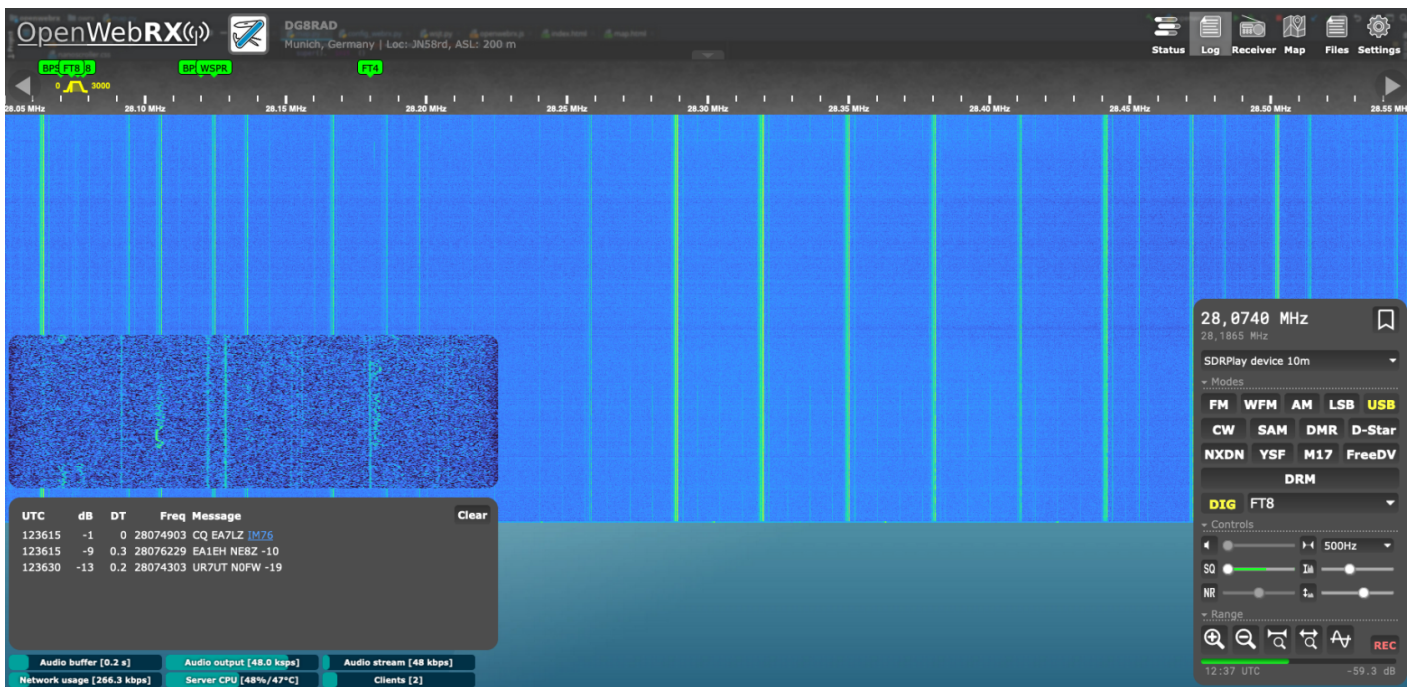 OpenWebRX
DG8RAD
Munich, Germany | Loc: JN58rd, ASL: 200 m
Status Log Receiver Map Files Settings
BPS FT8 8 BP WSPR FT4
0 3000
28.05 MHz 28.10 MHz 28.15 MHz 28.20 MHz 28.25 MHz 28.30 MHz 28.35 MHz 28.40 MHz 28.45 MHz 28.50 MHz 28.55 MH
28,0740 MHz
28,1865 MHz
SDRPlay device 10m
Modes
FM WFM AM LSB USB
CW SAM DMR D-Star
NXDN YSF M17 FreeDV
DRM
DIG FT8
Controls
500Hz
SQ
NR
Range
REC
12:37 UTC -59.3 dB
UTC dB DT Freq Message Clear
123615 -1 0 28074903 CQ EA7LZ IM76
123615 -9 0.3 28076229 EA1EH NE8Z -10
123630 -13 0.2 28074303 UR7UT N0FW -19
Audio buffer [0.2 s] Audio output [48.0 ksps] Audio stream [48 kbps]
Network usage [266.3 kbps] Server CPU [48%/47°C] Clients [2]